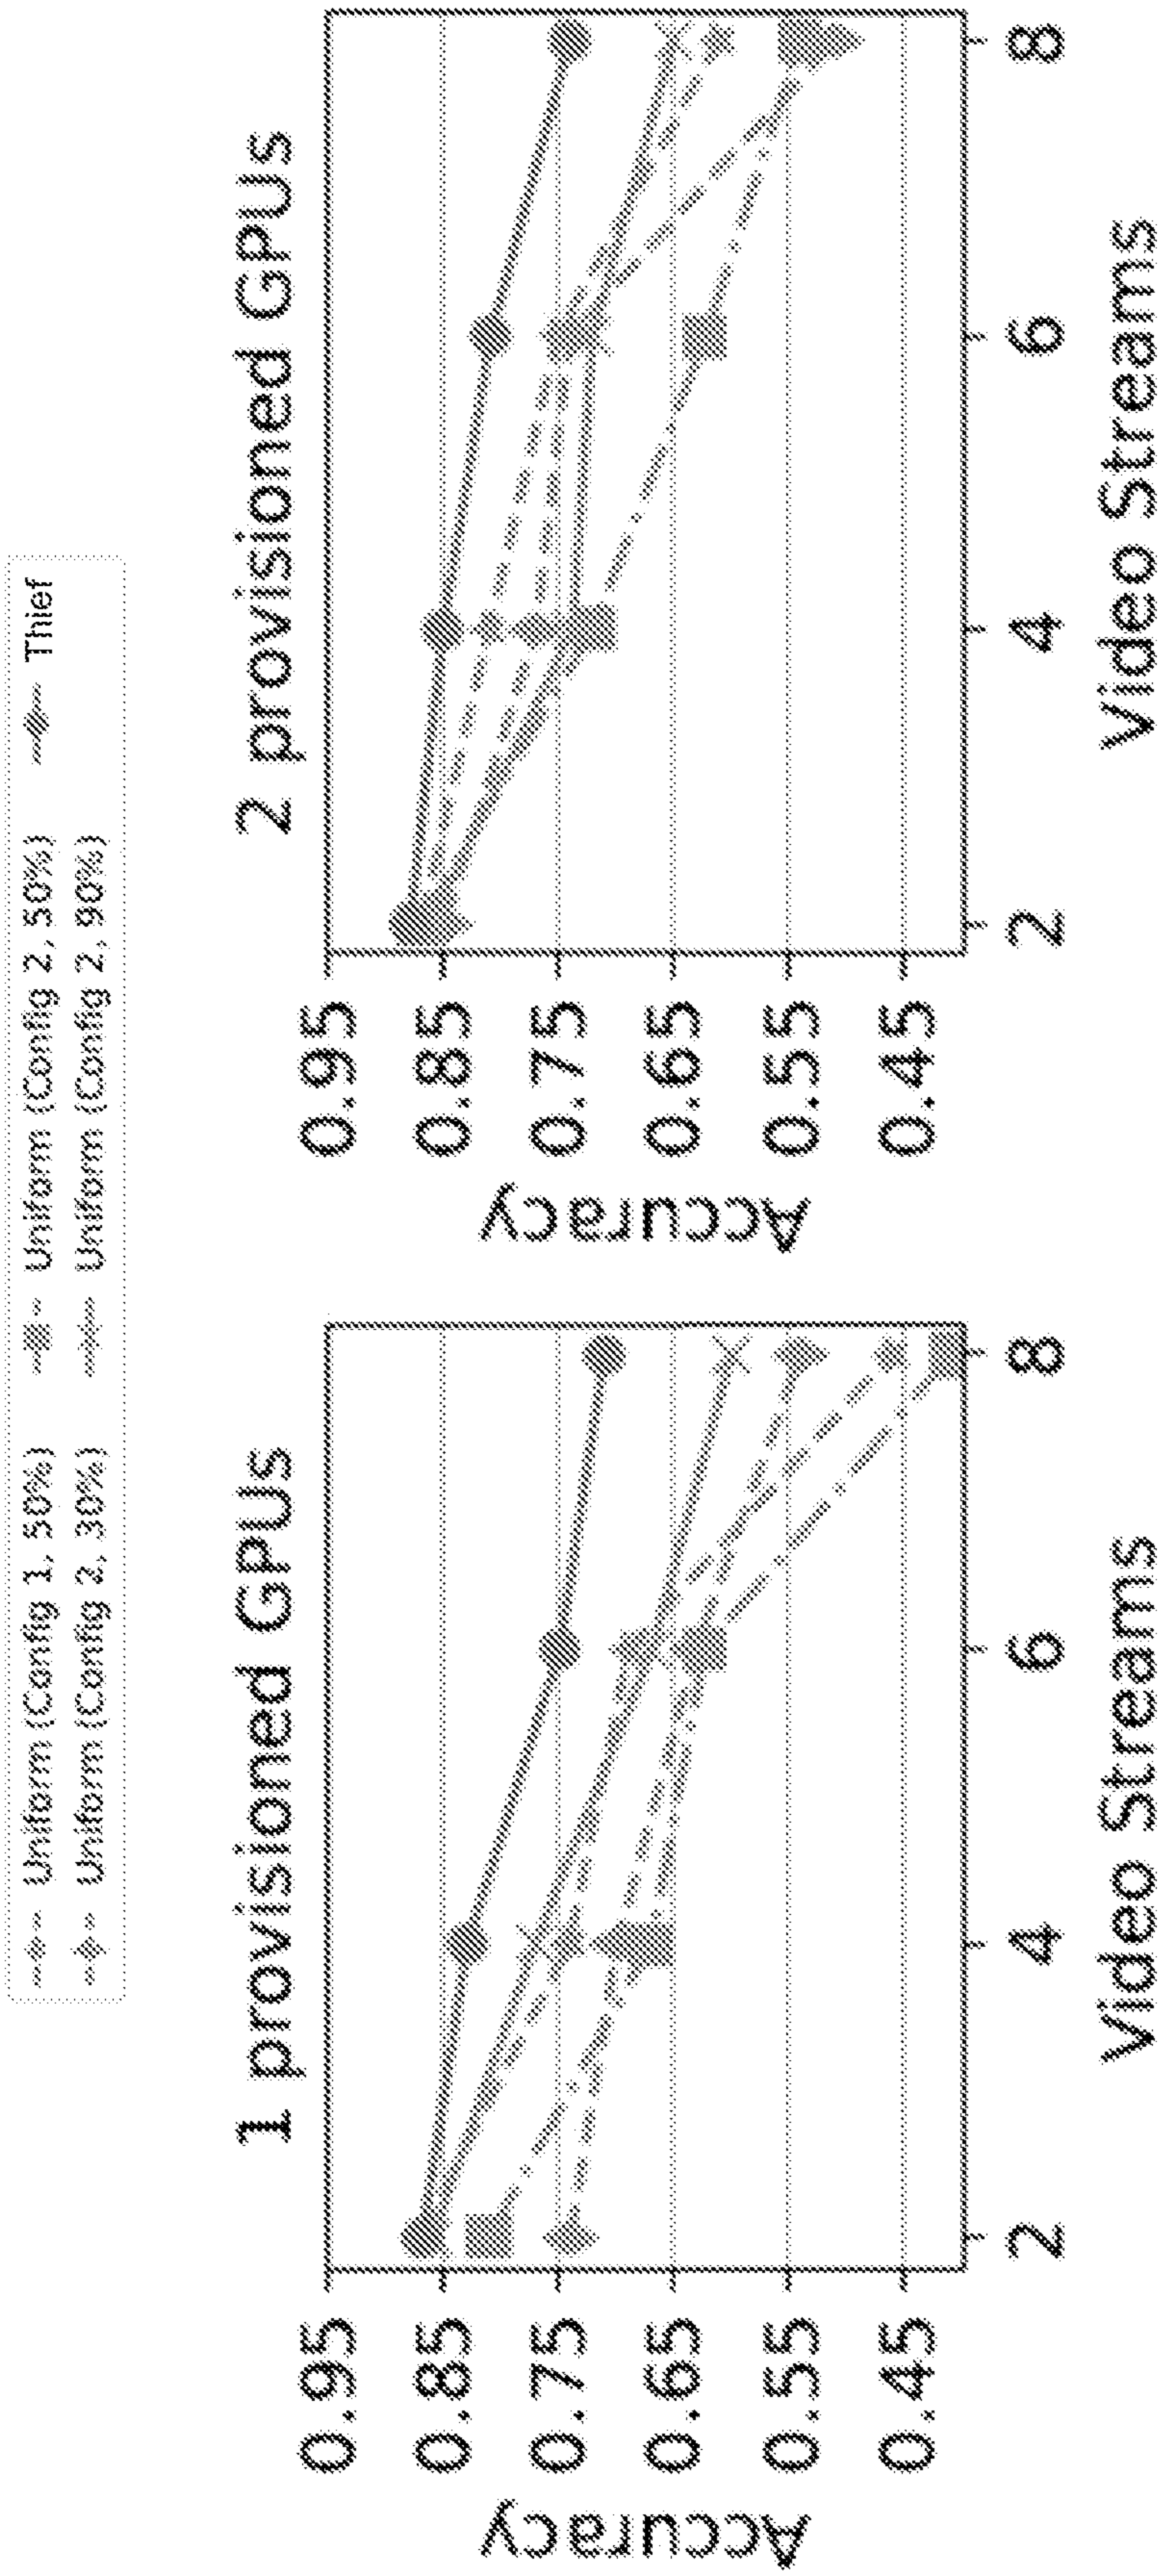 Uniform (Config 1, 50%)
Uniform (Config 2, 50%)
Thief
Uniform (Config 2, 30%)
Uniform (Config 2, 90%)
1 provisioned GPUs
0.95
0.85
0.75
0.65
0.55
0.45
Accuracy
2
4
6
8
Video Streams
2 provisioned GPUs
0.95
0.85
0.75
0.65
0.55
0.45
Accuracy
2
4
6
8
Video Streams